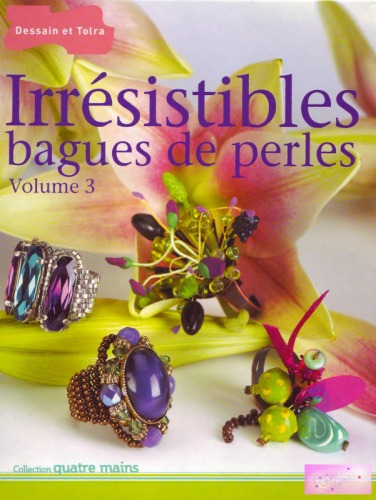 Dessain et Tolra
Irrésistibles
bagues de perles
Volume 3
Collection quatre mains